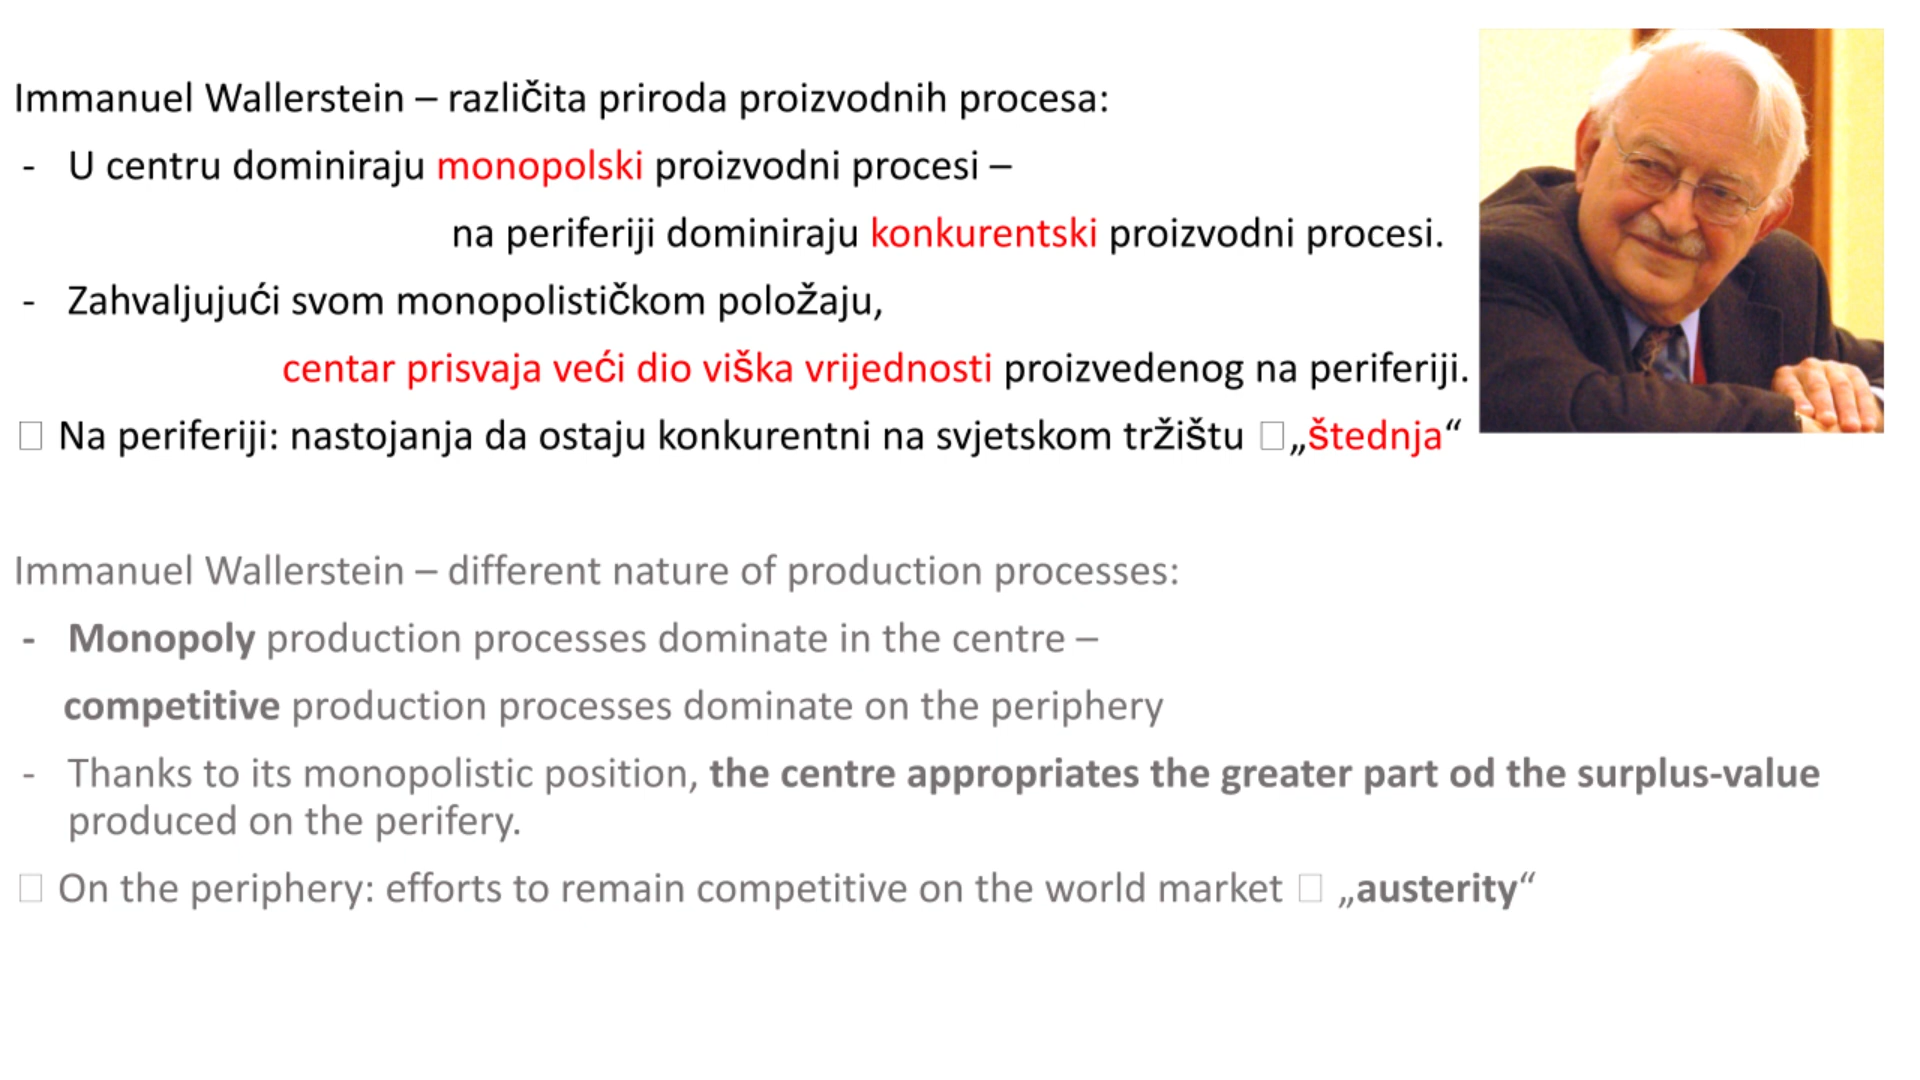 Immanuel Wallerstein – različita priroda proizvodnih procesa:
- U centru dominiraju monopolski proizvodni procesi –
na periferiji dominiraju konkurentski proizvodni procesi.
- Zahvaljujući svom monopolističkom položaju,
centar prisvaja veći dio viška vrijednosti proizvedenog na periferiji.
□ Na periferiji: nastojanja da ostaju konkurentni na svjetskom tržištu □„štednja“
Immanuel Wallerstein – different nature of production processes:
- Monopoly production processes dominate in the centre –
competitive production processes dominate on the periphery
- Thanks to its monopolistic position, the centre appropriates the greater part od the surplus-value
produced on the perifery.
□ On the periphery: efforts to remain competitive on the world market □ „austerity“